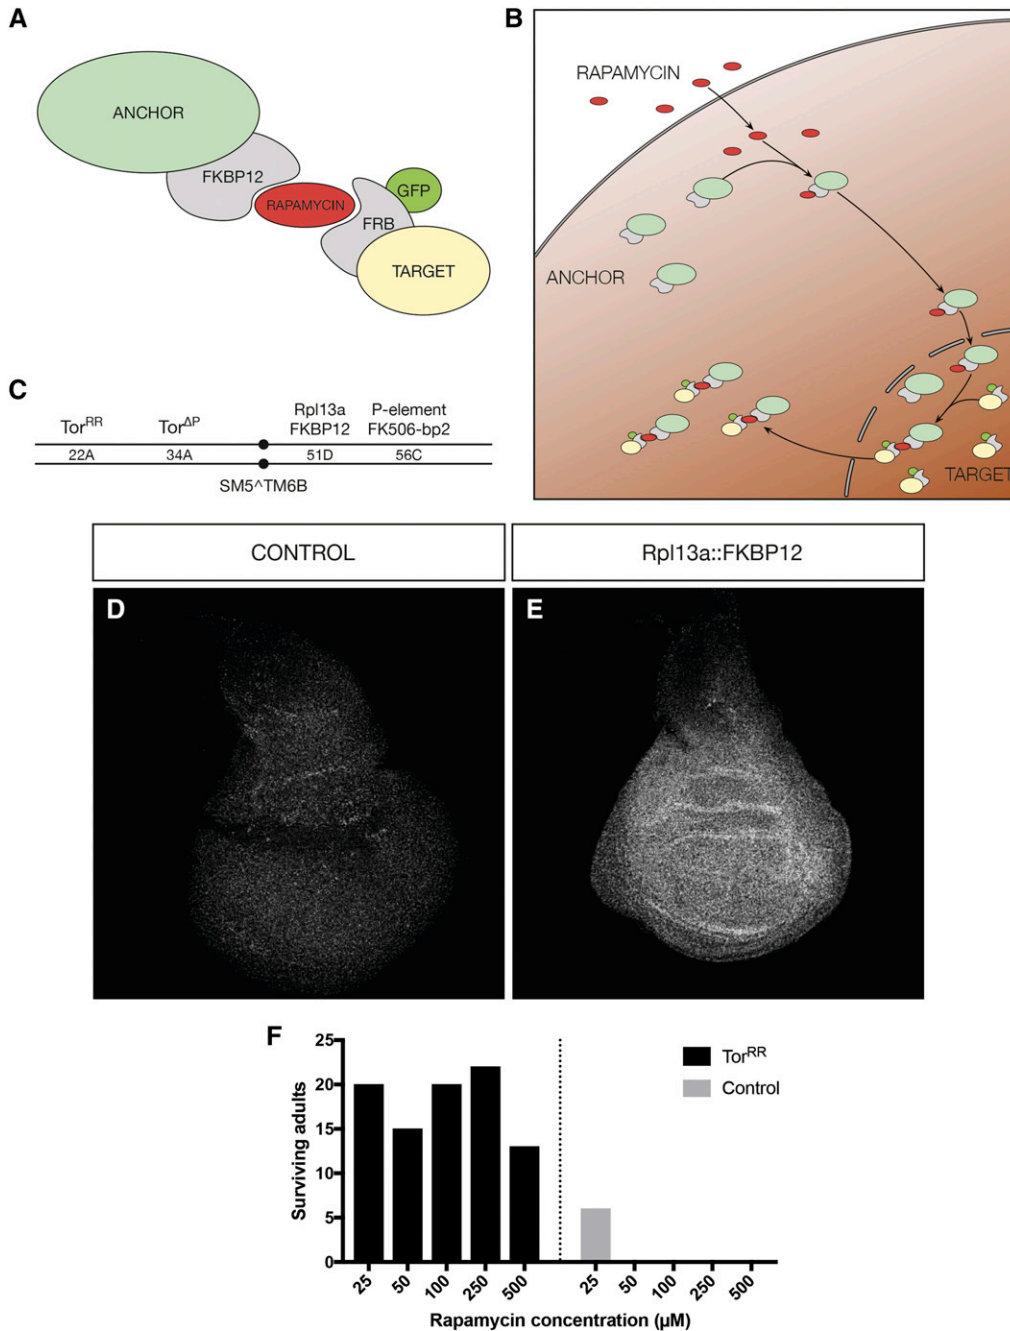 A
ANCHOR
FKBP12
RAPAMYCIN
GFP
FRB
TARGET
B
RAPAMYCIN
ANCHOR
TARGET
C
Tor^RR Tor^ΔP Rpl13a FKBP12 P-element FK506-bp2
22A 34A 51D 56C
SM5^TM6B
CONTROL Rpl13a::FKBP12
D E
F
25
20
15
10
5
0
Surviving adults
Tor^RR
Control
25 50 100 250 500 25 50 100 250 500
Rapamycin concentration (µM)